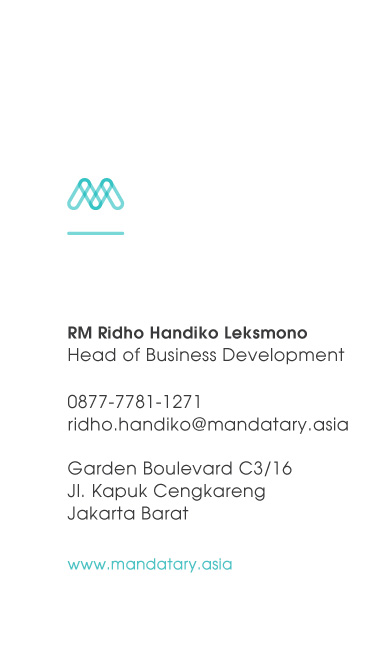 RM Ridho Handiko Leksmono
Head of Business Development
0877-7781-1271
ridho.handiko@mandatary.asia
Garden Boulevard C3/16
Jl. Kapuk Cengkareng
Jakarta Barat
www.mandatary.asia